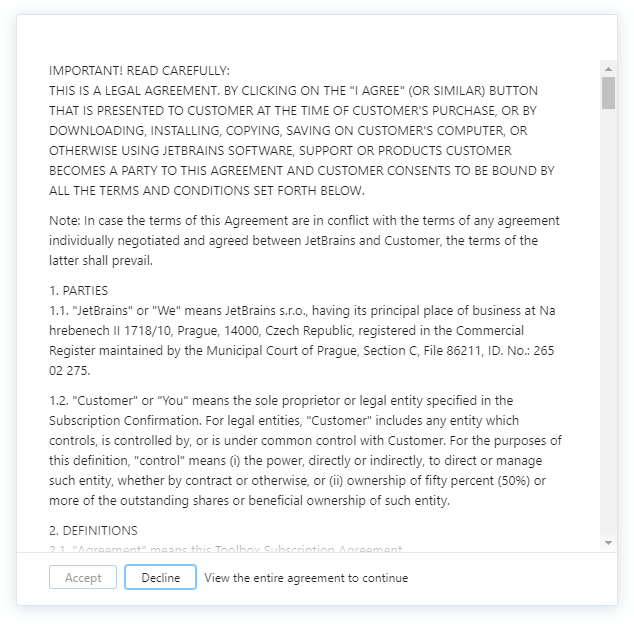 IMPORTANT! READ CAREFULLY:
THIS IS A LEGAL AGREEMENT. BY CLICKING ON THE "I AGREE" (OR SIMILAR) BUTTON
THAT IS PRESENTED TO CUSTOMER AT THE TIME OF CUSTOMER'S PURCHASE, OR BY
DOWNLOADING, INSTALLING, COPYING, SAVING ON CUSTOMER'S COMPUTER, OR
OTHERWISE USING JETBRAINS SOFTWARE, SUPPORT OR PRODUCTS CUSTOMER
BECOMES A PARTY TO THIS AGREEMENT AND CUSTOMER CONSENTS TO BE BOUND BY
ALL THE TERMS AND CONDITIONS SET FORTH BELOW.
Note: In case the terms of this Agreement are in conflict with the terms of any agreement
individually negotiated and agreed between JetBrains and Customer, the terms of the
latter shall prevail.
1. PARTIES
1.1. "JetBrains" or "We" means JetBrains s.r.o., having its principal place of business at Na
hrebenech II 1718/10, Prague, 14000, Czech Republic, registered in the Commercial
Register maintained by the Municipal Court of Prague, Section C, File 86211, ID. No.: 265
02 275.
1.2. "Customer" or "You" means the sole proprietor or legal entity specified in the
Subscription Confirmation. For legal entities, "Customer" includes any entity which
controls, is controlled by, or is under common control with Customer. For the purposes of
this definition, "control" means (i) the power, directly or indirectly, to direct or manage
such entity, whether by contract or otherwise, or (ii) ownership of fifty percent (50%) or
more of the outstanding shares or beneficial ownership of such entity.
2. DEFINITIONS
2.1. "Agreement" means this Toolbox Subscription Agreement.
Accept
Decline
View the entire agreement to continue